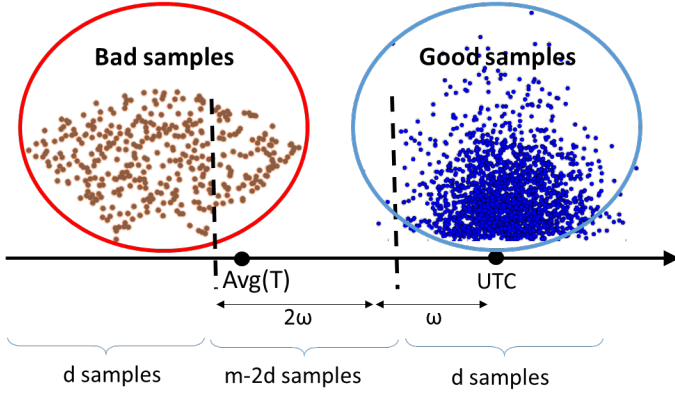 Bad samples
Good samples
Avg(T)
UTC
2ω
ω
d samples
m-2d samples
d samples